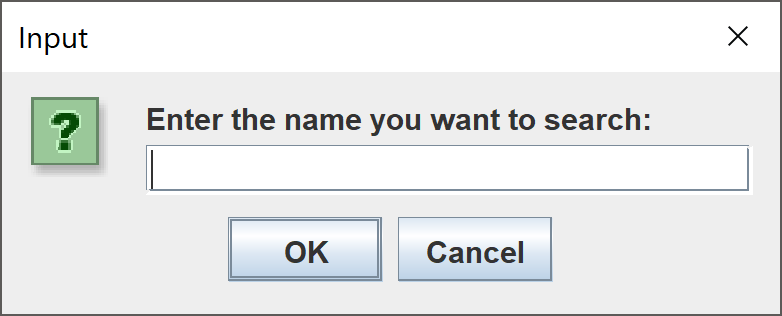 Input
?
Enter the name you want to search:
OK
Cancel